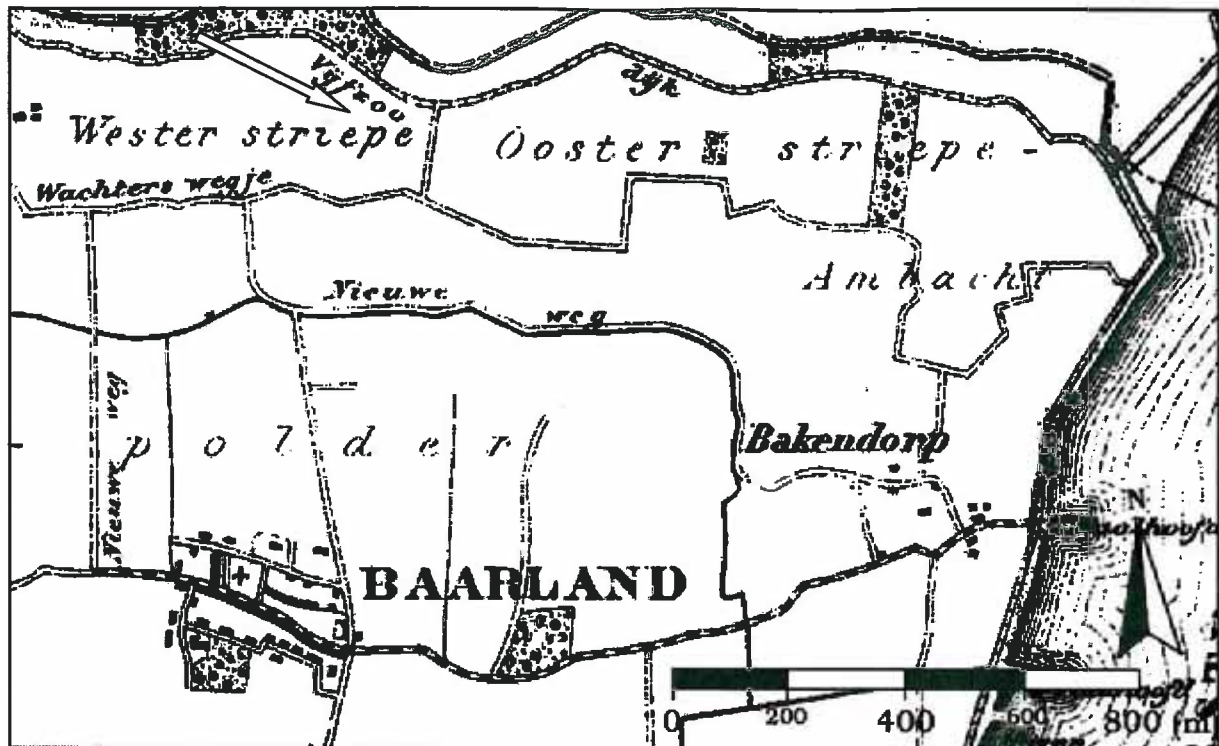 Vijfzou
dijk
Wester striepe
Ooster striepe -
Wachters wegje
Ambacht
Nieuwe weg
Nieuwe weg
polder
Bakendorp
N
BAARLAND
0 200 400 600 800 [m]